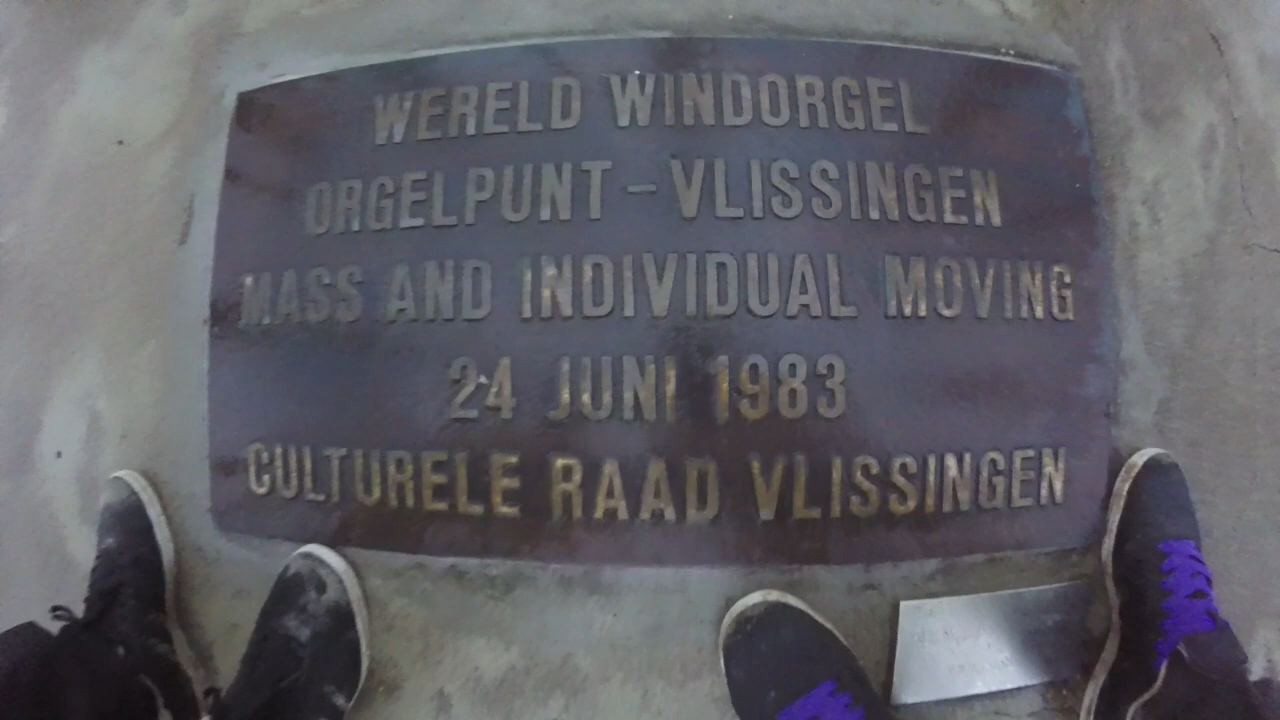 WERELD WINDORGEL
ORGELPUNT – VLISSINGEN
MASS AND INDIVIDUAL MOVING
24 JUNI 1983
CULTURELE RAAD VLISSINGEN